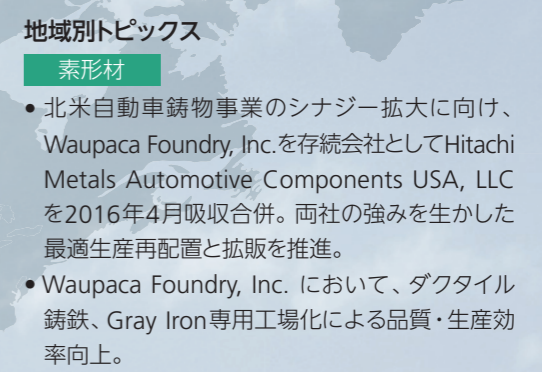 地域別トピックス
素形材
• 北米自動車鋳物事業のシナジー拡大に向け、
Waupaca Foundry, Inc.を存続会社としてHitachi
Metals Automotive Components USA, LLC
を2016年4月吸収合併。両社の強みを生かした
最適生産再配置と拡販を推進。
• Waupaca Foundry, Inc. において、ダクタイル
鋳鉄、Gray Iron専用工場化による品質・生産効
率向上。